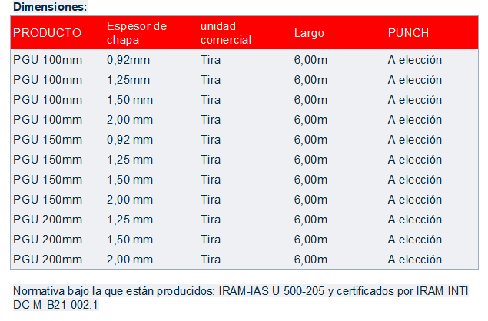 Dimensiones:
PRODUCTO Espesor de chapa unidad comercial Largo PUNCH
PGU 100mm 0,92mm Tira 6,00m A elección
PGU 100mm 1,25mm Tira 6,00m A elección
PGU 100mm 1,50 mm Tira 6,00m A elección
PGU 100mm 2,00 mm Tira 6,00m A elección
PGU 150mm 0,92 mm Tira 6,00m A elección
PGU 150mm 1,25 mm Tira 6,00m A elección
PGU 150mm 1,50 mm Tira 6,00m A elección
PGU 150mm 2,00 mm Tira 6,00m A elección
PGU 200mm 1,25 mm Tira 6,00m A elección
PGU 200mm 1,50 mm Tira 6,00m A elección
PGU 200mm 2,00 mm Tira 6,00m A elección
Normativa bajo la que están producidos: IRAM-IAS U 500-205 y certificados por IRAM INTI
DC-M-B21-002.1